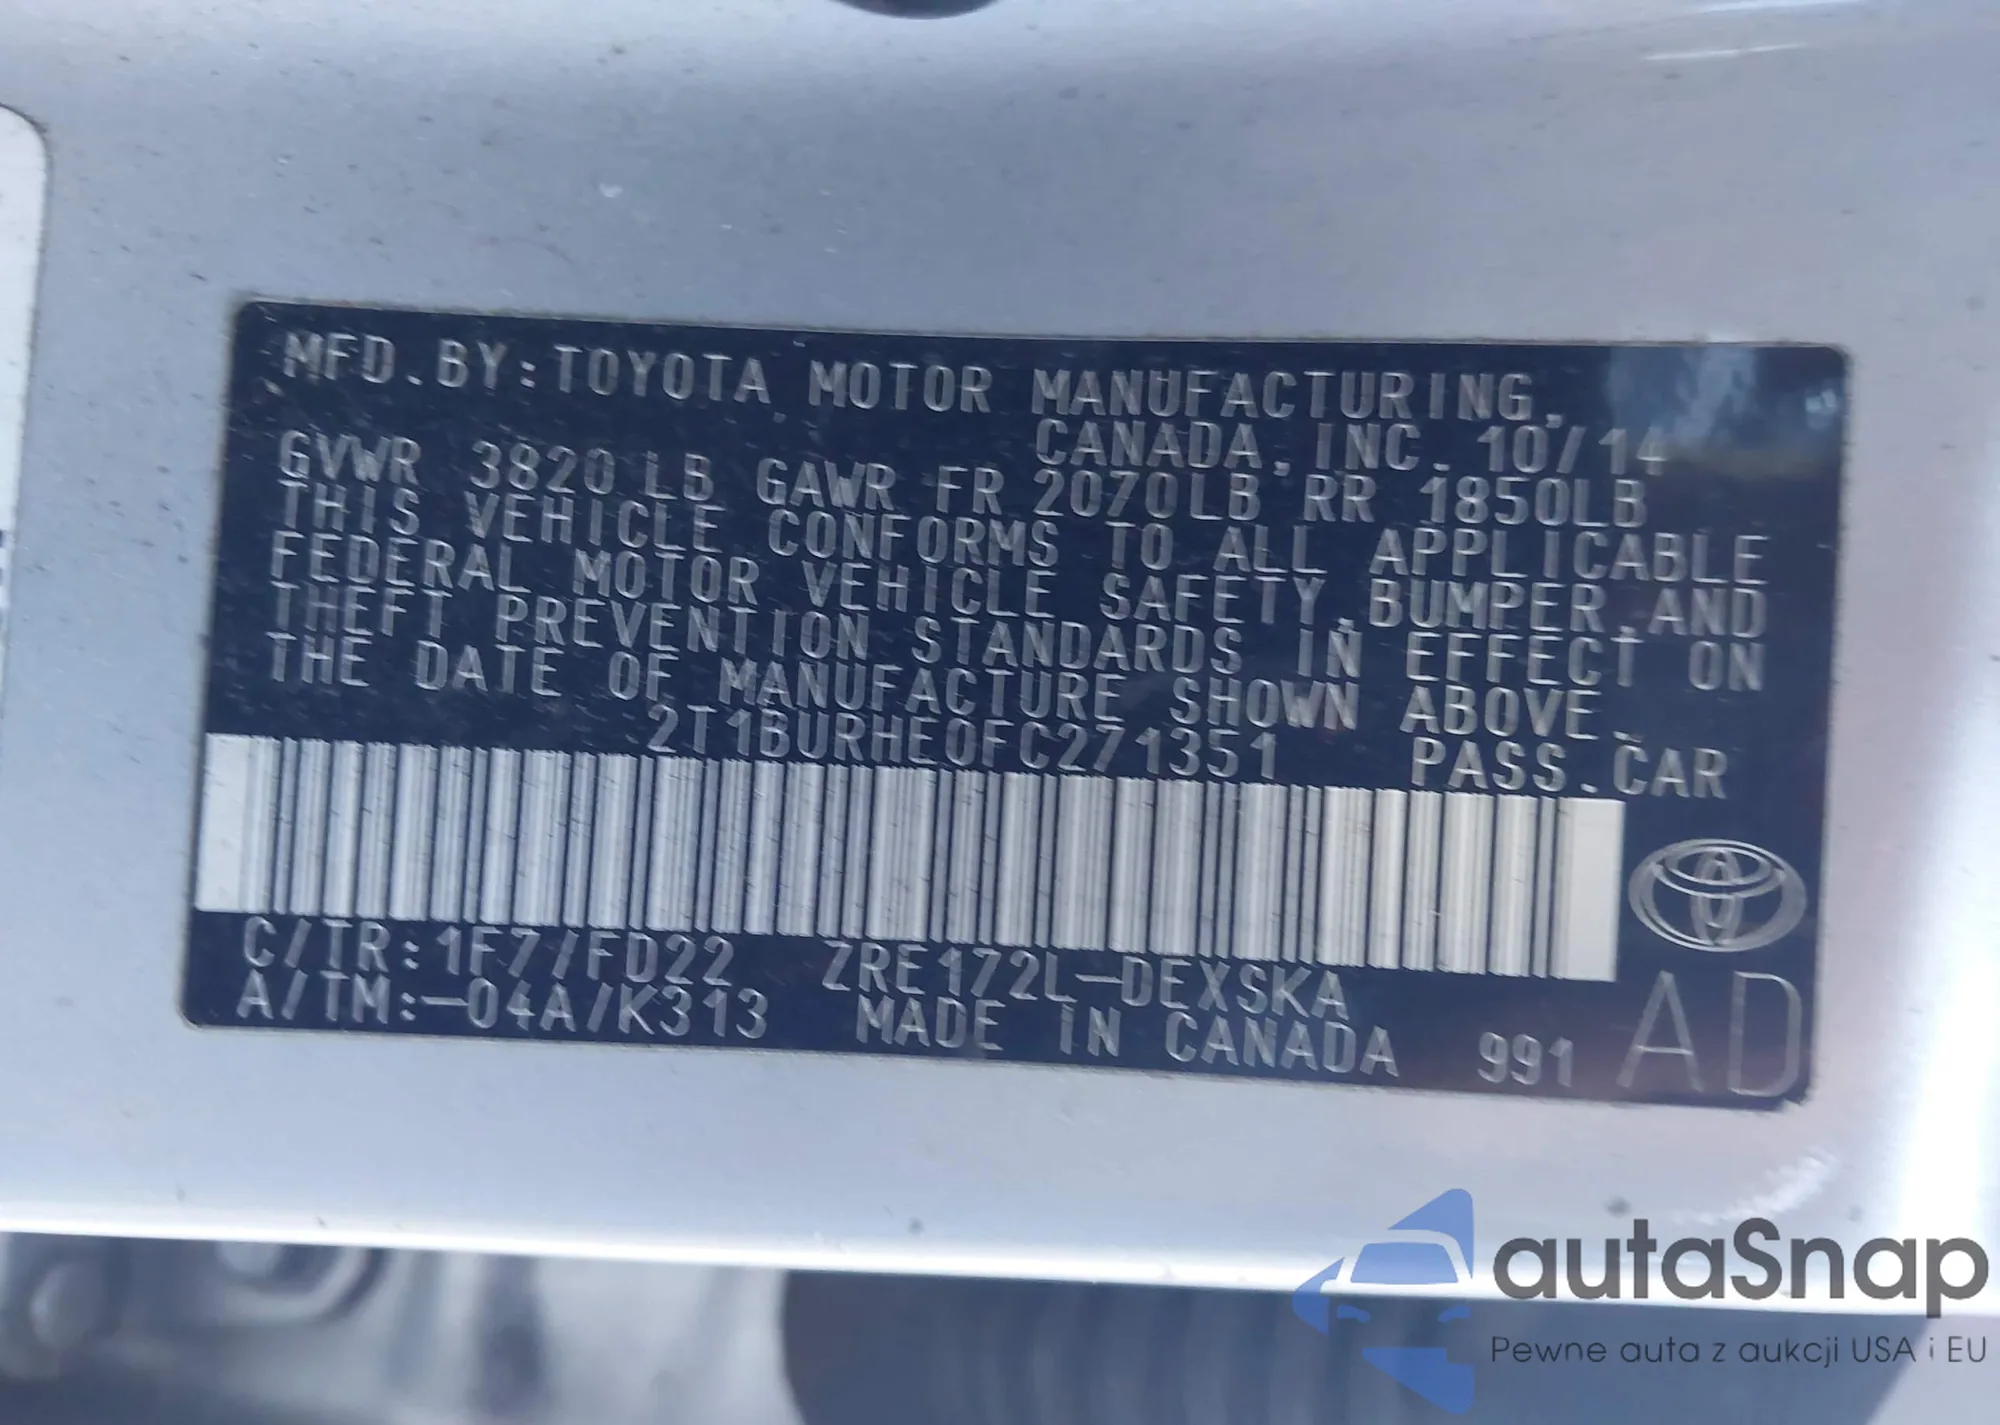 MFD.BY:TOYOTA MOTOR MANUFACTURING,
CANADA,INC. 10/14
GVWR 3820LB GAWR FR 2070LB RR 1850LB
THIS VEHICLE CONFORMS TO ALL APPLICABLE
FEDERAL MOTOR VEHICLE SAFETY,BUMPER,AND
THEFT PREVENTION STANDARDS IN EFFECT ON
THE DATE OF MANUFACTURE SHOWN ABOVE.
2T1BURHE0FC271351 PASS.CAR
C/TR:1F7/FD22 ZRE172L-DEXSKA
A/TM:-04A/K313 MADE IN CANADA 991
AD
autaSnap
Pewne auta z aukcji USA i EU